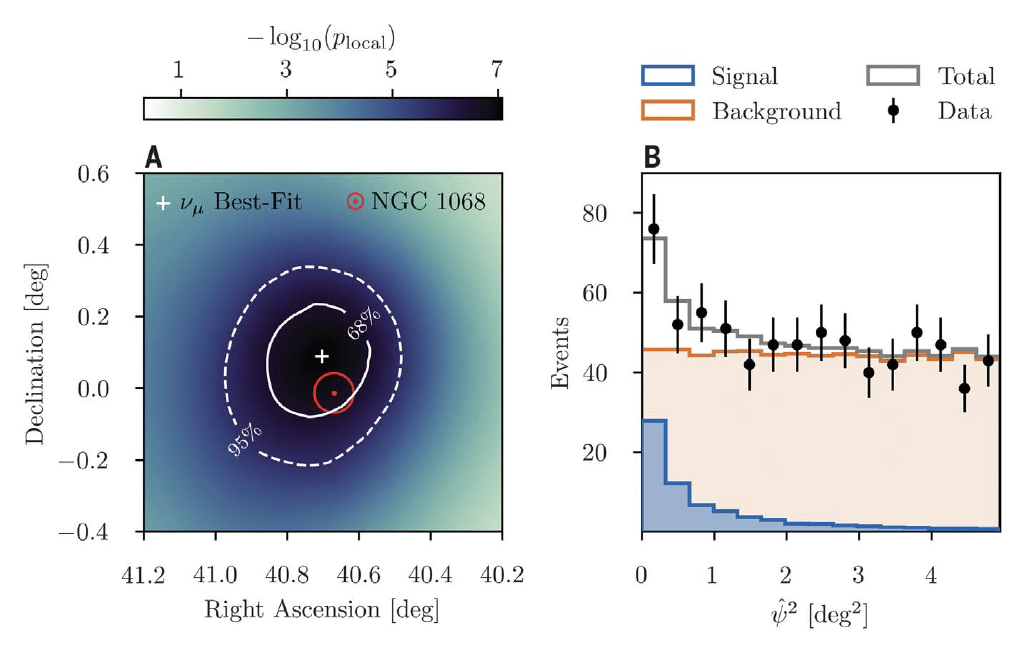 − log₁₀(p_local)
1 3 5 7
A
ν_μ Best-Fit NGC 1068
68%
95%
0.6
0.4
0.2
0.0
−0.2
−0.4
Declination [deg]
41.2 41.0 40.8 40.6 40.4 40.2
Right Ascension [deg]
Signal Total
Background Data
B
80
60
40
20
Events
0 1 2 3 4
ψ̂² [deg²]